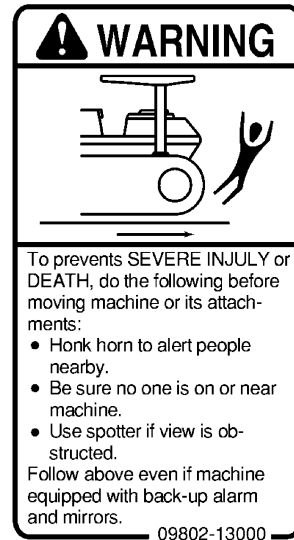 WARNING
To prevents SEVERE INJULY or
DEATH, do the following before
moving machine or its attach-
ments:
● Honk horn to alert people
nearby.
● Be sure no one is on or near
machine.
● Use spotter if view is ob-
structed.
Follow above even if machine
equipped with back-up alarm
and mirrors.
09802-13000